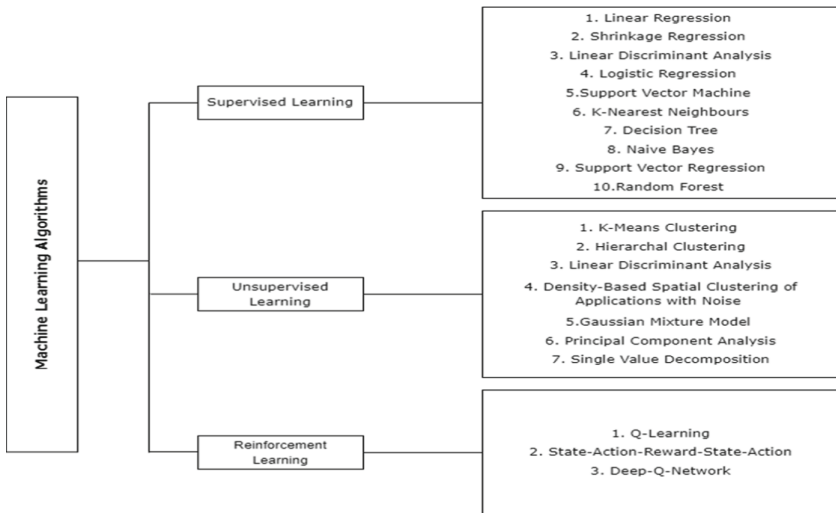 Machine Learning Algorithms
Supervised Learning
1. Linear Regression
2. Shrinkage Regression
3. Linear Discriminant Analysis
4. Logistic Regression
5.Support Vector Machine
6. K-Nearest Neighbours
7. Decision Tree
8. Naive Bayes
9. Support Vector Regression
10.Random Forest
Unsupervised
Learning
1. K-Means Clustering
2. Hierarchal Clustering
3. Linear Discriminant Analysis
4. Density-Based Spatial Clustering of
Applications with Noise
5.Gaussian Mixture Model
6. Principal Component Analysis
7. Single Value Decomposition
Reinforcement
Learning
1. Q-Learning
2. State-Action-Reward-State-Action
3. Deep-Q-Network